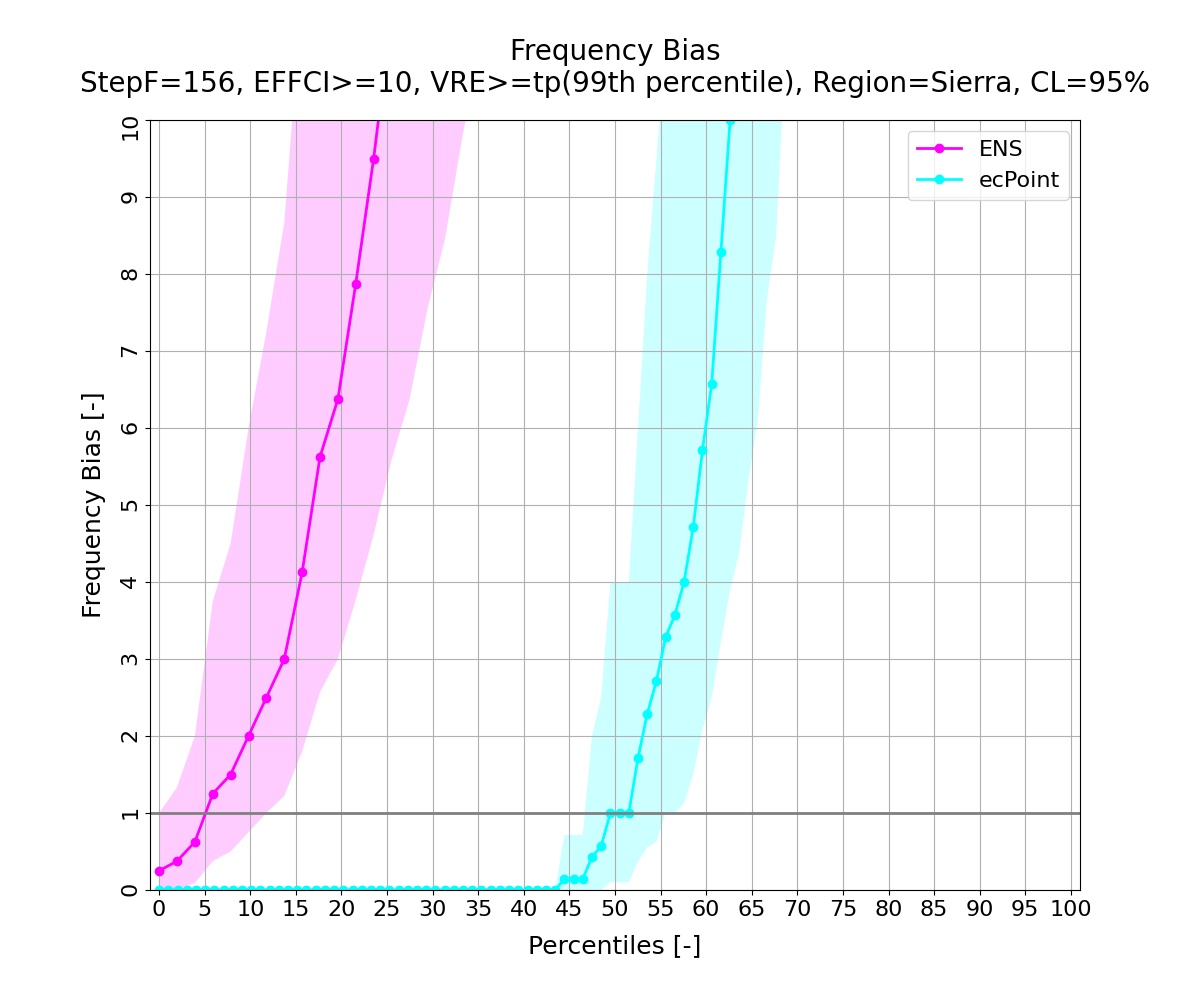 Frequency Bias
StepF=156, EFFCI>=10, VRE>=tp(99th percentile), Region=Sierra, CL=95%
10
9
8
7
6
5
4
3
2
1
0
Frequency Bias [-]
ENS
ecPoint
0 5 10 15 20 25 30 35 40 45 50 55 60 65 70 75 80 85 90 95 100
Percentiles [-]